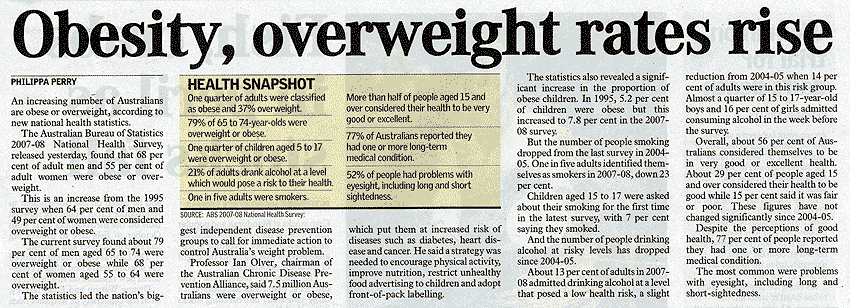 Obesity, overweight rates rise
PHILIPPA PERRY
An increasing number of Australians
are obese or overweight, according to
new national health statistics.
The Australian Bureau of Statistics
2007-08 National Health Survey,
released yesterday, found that 68 per
cent of adult men and 55 per cent of
adult women were obese or over-
weight.
This is an increase from the 1995
survey when 64 per cent of men and
49 per cent of women were considered
overweight or obese.
The current survey found about 79
per cent of men aged 65 to 74 were
overweight or obese while 68 per
cent of women aged 55 to 64 were
overweight.
The statistics led the nation's big-
HEALTH SNAPSHOT
One quarter of adults were classified
as obese and 37% overweight.
79% of 65 to 74-year-olds were
overweight or obese.
One quarter of children aged 5 to 17
were overweight or obese.
21% of adults drank alcohol at a level
which would pose a risk to their health.
One in five adults were smokers.
More than half of people aged 15 and
over considered their health to be very
good or excellent.
77% of Australians reported they
had one or more long-term
medical condition.
52% of people had problems with
eyesight, including long and short
sightedness.
SOURCE: ABS 2007-08 National Health Survey:
gest independent disease prevention
groups to call for immediate action to
control Australia's weight problem.
Professor Ian Olver, chairman of
the Australian Chronic Disease Pre-
vention Alliance, said 7.5 million Aus-
tralians were overweight or obese,
which put them at increased risk of
diseases such as diabetes, heart dis-
ease and cancer. He said a strategy was
needed to encourage physical activity,
improve nutrition, restrict unhealthy
food advertising to children and adopt
front-of-pack labelling.
The statistics also revealed a signif-
icant increase in the proportion of
obese children. In 1995, 5.2 per cent
of children were obese but this
increased to 7.8 per cent in the 2007-
08 survey.
But the number of people smoking
dropped from the last survey in 2004-
05. One in five adults identified them-
selves as smokers in 2007-08, down 23
per cent.
Children aged 15 to 17 were asked
about their smoking for the first time
in the latest survey, with 7 per cent
saying they smoked.
And the number of people drinking
alcohol at risky levels has dropped
since 2004-05.
About 13 per cent of adults in 2007-
08 admitted drinking alcohol at a level
that posed a low health risk, a slight
reduction from 2004-05 when 14 per
cent of adults were in this risk group.
Almost a quarter of 15 to 17-year-old
boys and 16 per cent of girls admitted
consuming alcohol in the week before
the survey.
Overall, about 56 per cent of Aus-
tralians considered themselves to be
in very good or excellent health.
About 29 per cent of people aged 15
and over considered their health to be
good while 15 per cent said it was fair
or poor. These figures have not
changed significantly since 2004-05.
Despite the perceptions of good
health, 77 per cent of people reported
they had one or more long-term
medical condition.
The most common were problems
with eyesight, including long and
short-sightedness.